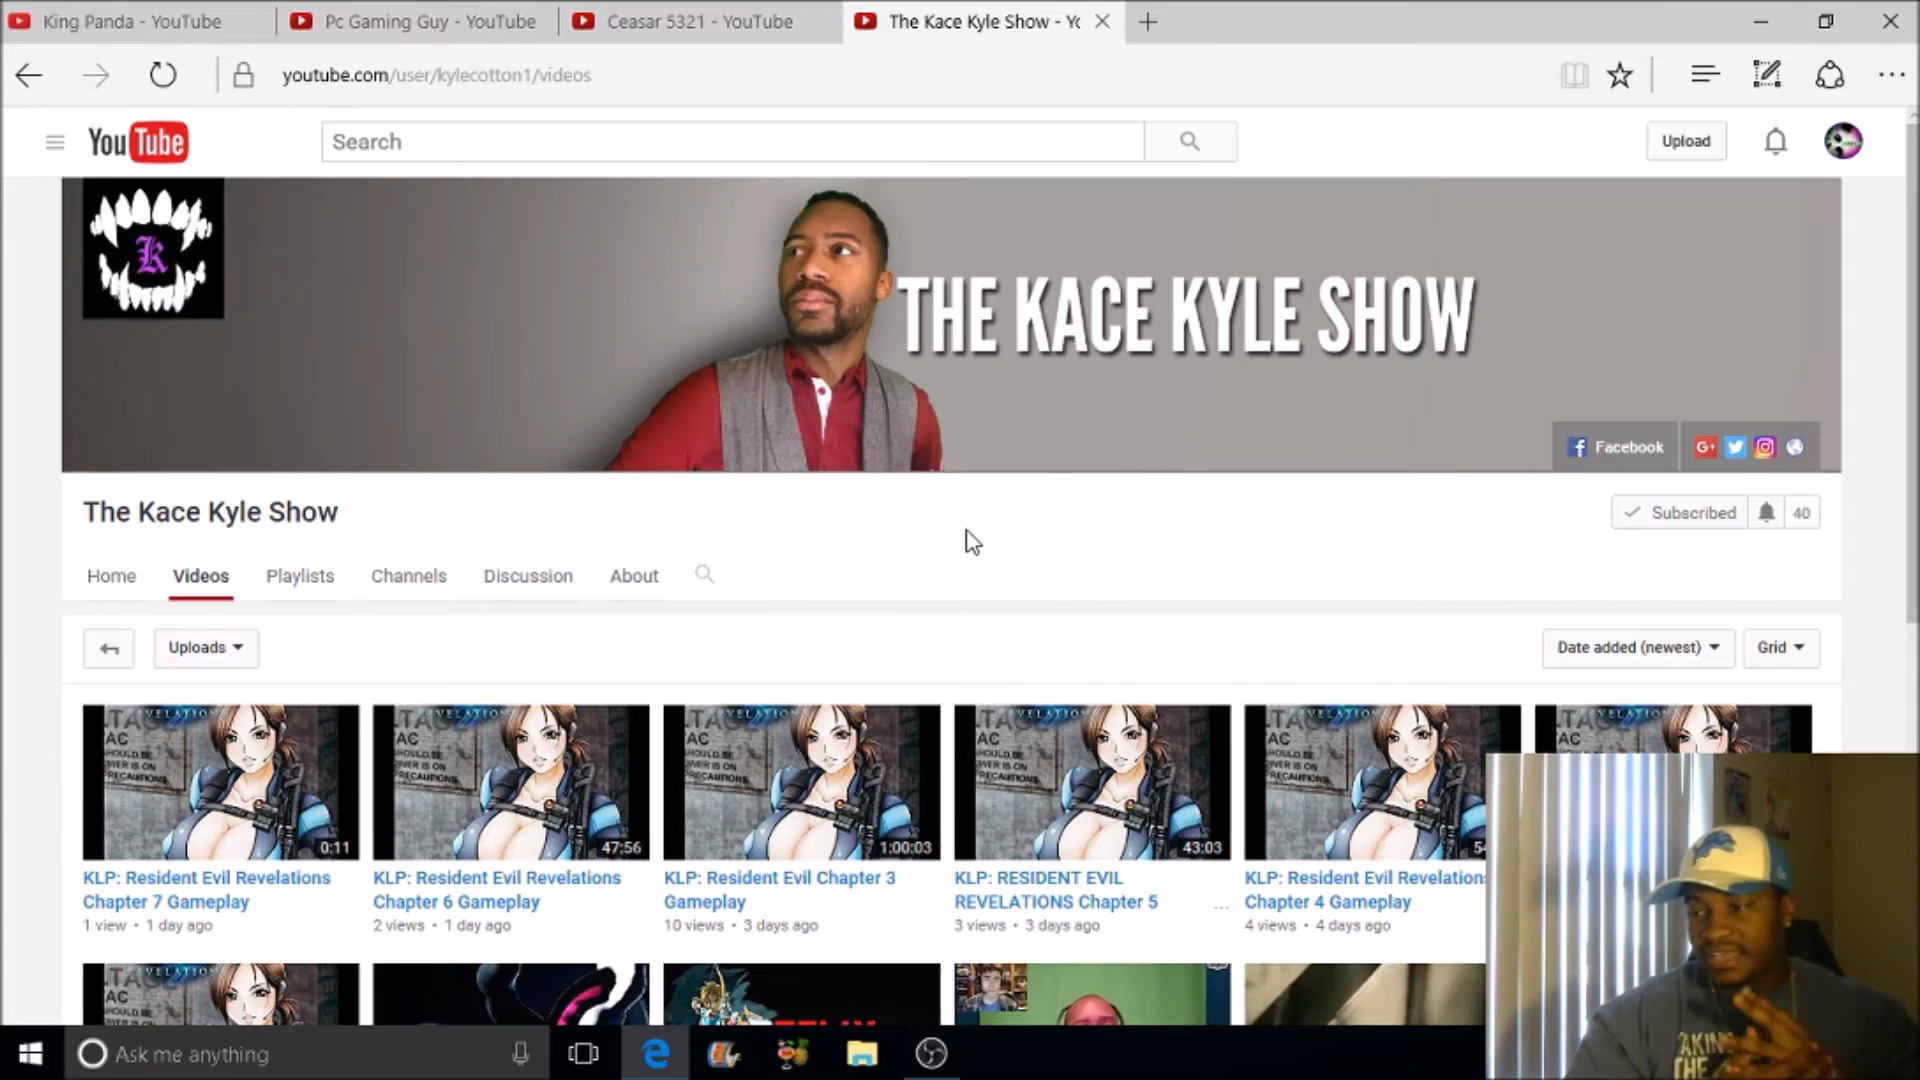 King Panda - YouTube
Pc Gaming Guy - YouTube
Ceasar 5321 - YouTube
The Kace Kyle Show - Yo
youtube.com/user/kylecotton1/videos
YouTube
Search
Upload
k
THE KACE KYLE SHOW
Facebook
G+
The Kace Kyle Show
Subscribed
40
Home
Videos
Playlists
Channels
Discussion
About
Uploads
Date added (newest)
Grid
0:11
47:56
1:00:03
43:03
KLP: Resident Evil Revelations
Chapter 7 Gameplay
1 view • 1 day ago
KLP: Resident Evil Revelations
Chapter 6 Gameplay
2 views • 1 day ago
KLP: Resident Evil Chapter 3
Gameplay
10 views • 3 days ago
KLP: RESIDENT EVIL
REVELATIONS Chapter 5
...
3 views • 3 days ago
KLP: Resident Evil Revelations
Chapter 4 Gameplay
4 views • 4 days ago
Ask me anything
AKIN
THE